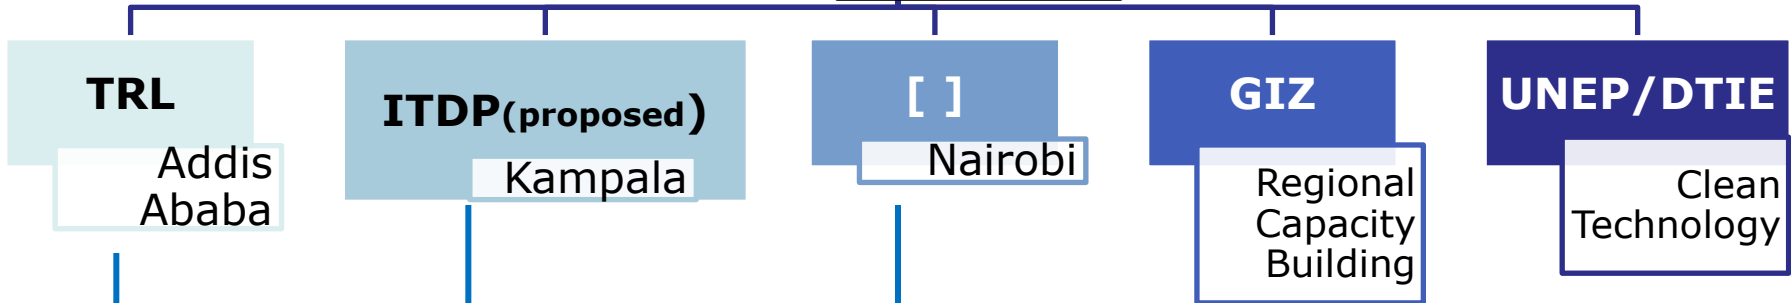 TRL
Addis
Ababa
ITDP(proposed)
Kampala
[ ]
Nairobi
GIZ
Regional
Capacity
Building
UNEP/DTIE
Clean
Technology